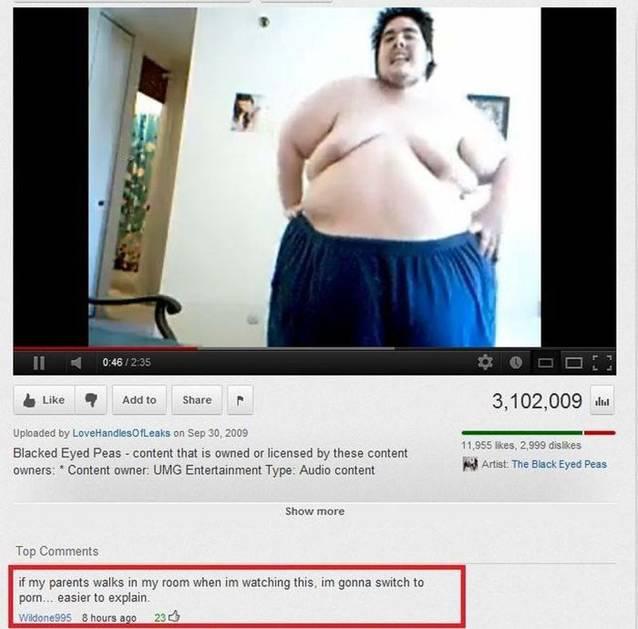 0:46 / 2:35
Like
Add to
Share
3,102,009
Uploaded by LoveHandlesOfLeaks on Sep 30, 2009
Blacked Eyed Peas - content that is owned or licensed by these content
owners: * Content owner: UMG Entertainment Type: Audio content
11,955 likes, 2,999 dislikes
Artist: The Black Eyed Peas
Show more
Top Comments
if my parents walks in my room when im watching this, im gonna switch to
porn... easier to explain.
Wildone995 8 hours ago 23